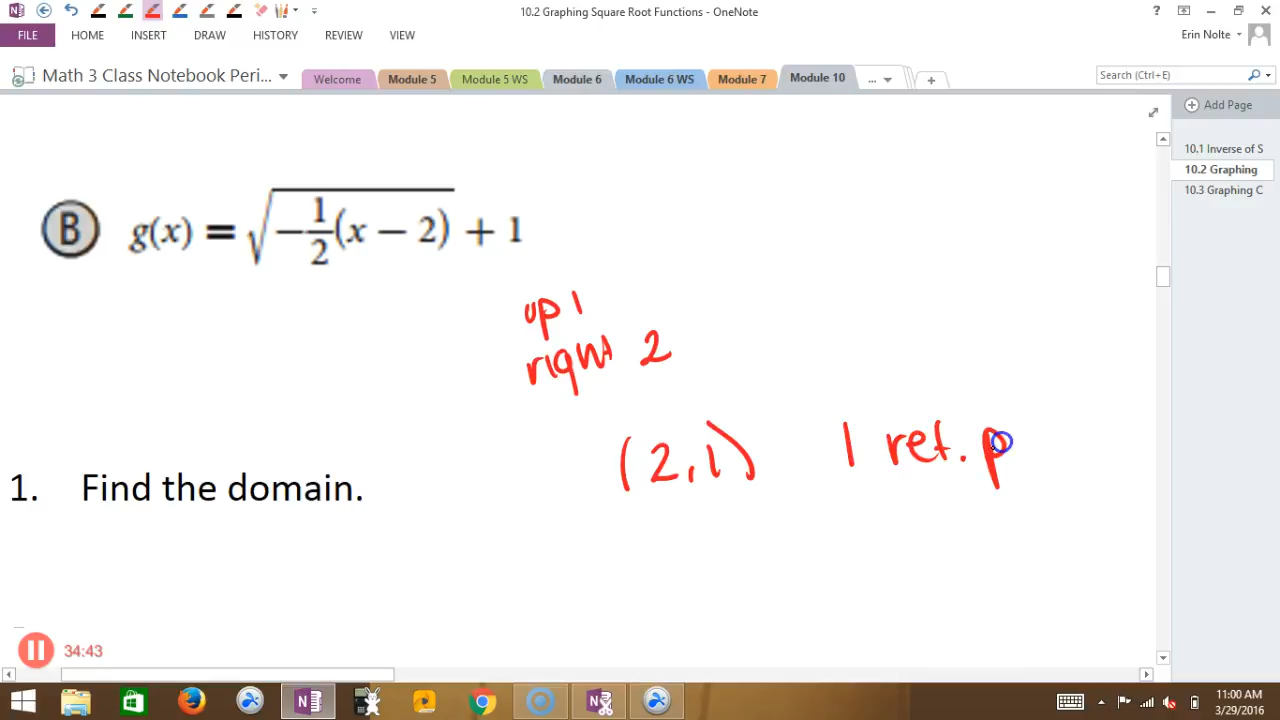 10.2 Graphing Square Root Functions - OneNote
FILE HOME INSERT DRAW HISTORY REVIEW VIEW
Erin Nolte
Math 3 Class Notebook Peri...
Welcome Module 5 Module 5 WS Module 6 Module 6 WS Module 7 Module 10 ...
Search (Ctrl+E)
Add Page
10.1 Inverse of S
10.2 Graphing
10.3 Graphing C
B g(x) = √(-1/2(x - 2)) + 1
up 1
right 2
(2,1) 1 ref. p
1. Find the domain.
34:43
11:00 AM
3/29/2016